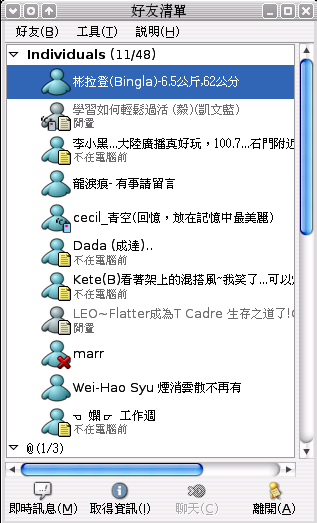 好友清單
好友(B) 工具(T) 說明(H)
Individuals (11/48)
彬拉登(Bingla)-6.5公斤.62公分
學習如何輕鬆過活 (毅)(凱文藍)
閒置
李小黑...大陸廣播真好玩，100.7...石門附近
不在電腦前
龍淚痕- 有事請留言
cecil_青空(回憶，放在記憶中最美麗)
Dada (成達)..
不在電腦前
Kete(B)看著架上的混搭風~我笑了...可以
不在電腦前
LEO~Flatter成為T Cadre 生存之道了!
閒置
marr
Wei-Hao Syu 煙消雲散不再有
爛 工作週
不在電腦前
@(1/3)
即時訊息(M) 取得資訊(I) 聊天(C) 離開(A)